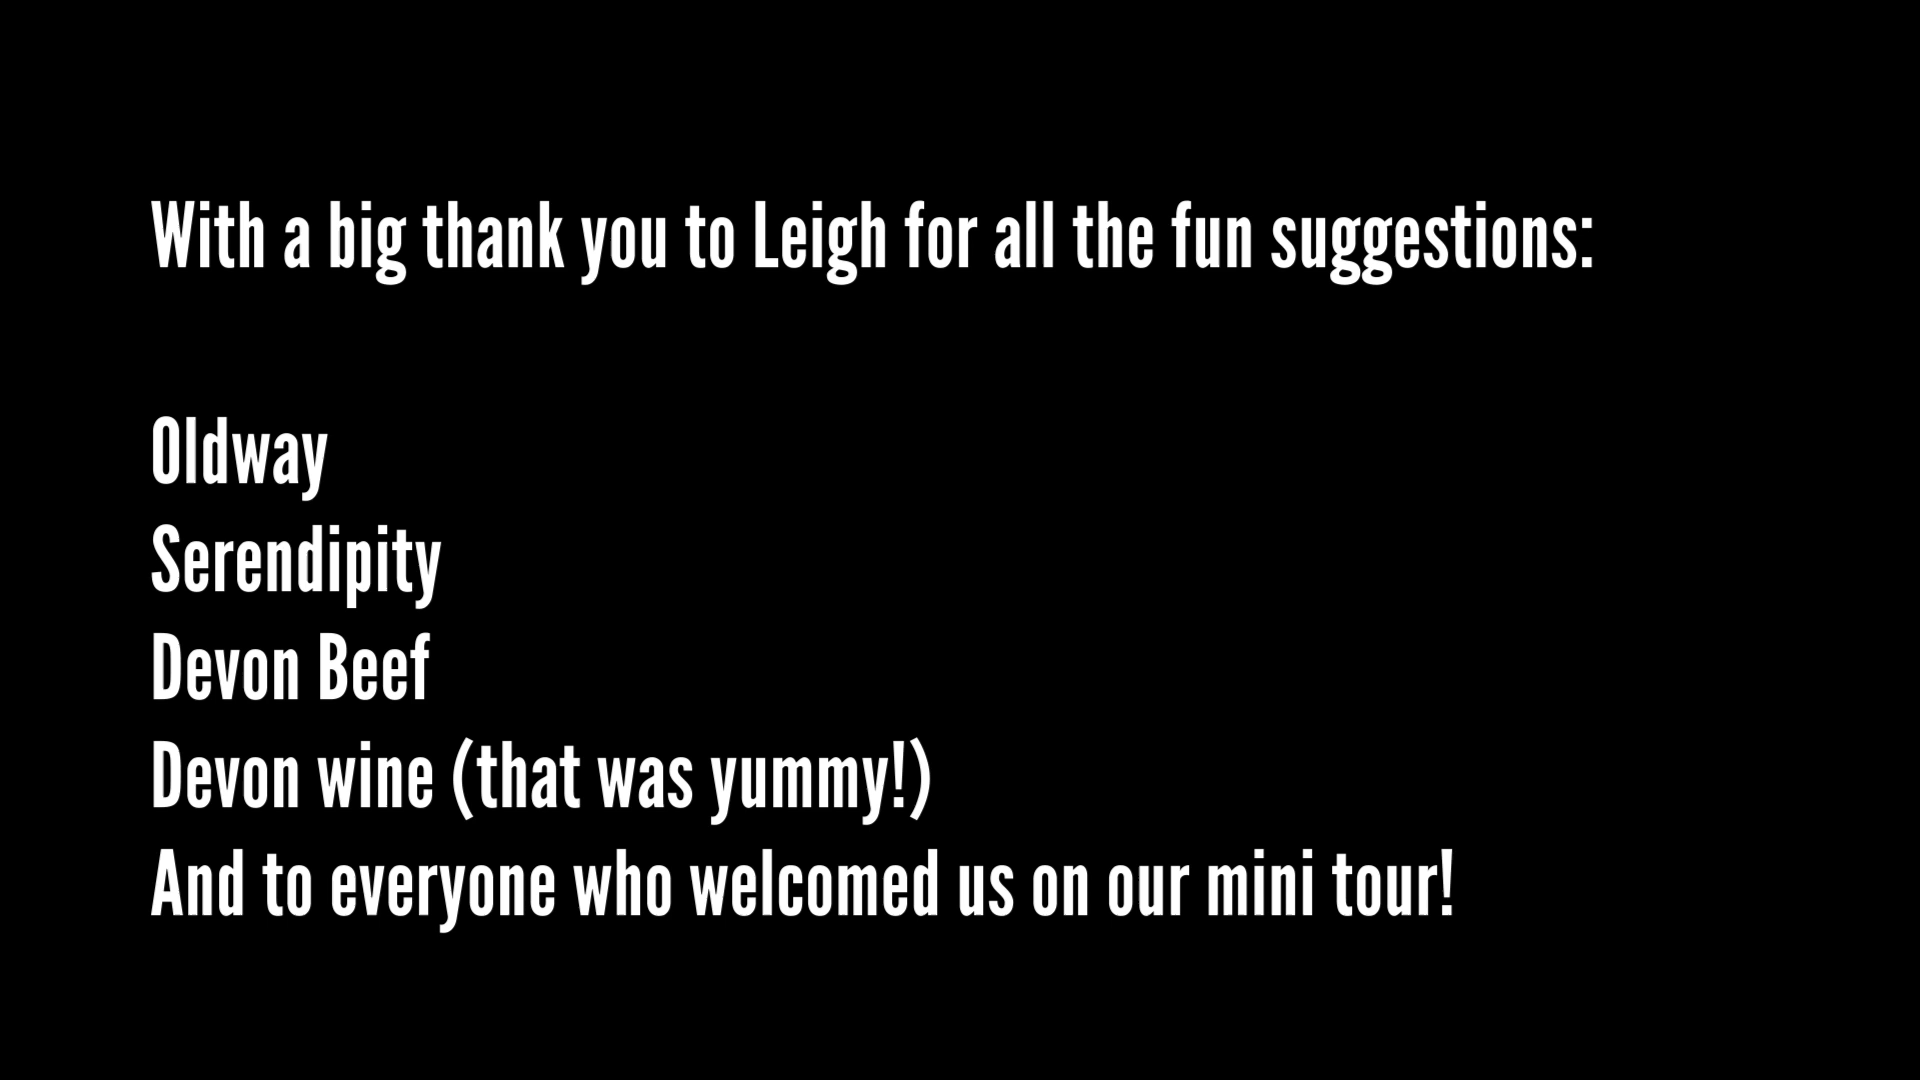 With a big thank you to Leigh for all the fun suggestions:
Oldway
Serendipity
Devon Beef
Devon wine (that was yummy!)
And to everyone who welcomed us on our mini tour!